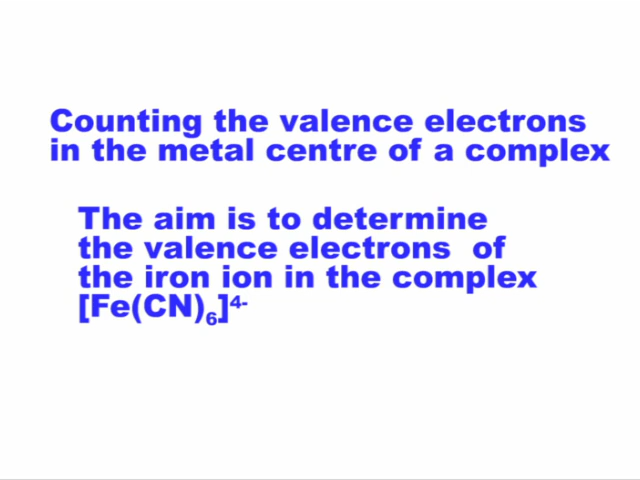 Counting the valence electrons
in the metal centre of a complex
The aim is to determine
the valence electrons  of
the iron ion in the complex
[Fe(CN)₆]⁴⁻